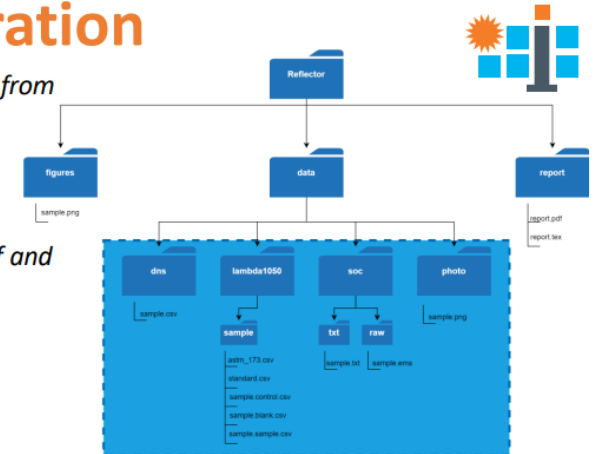 ration
Reflector
from
figures
data
report
sample.png
report.pdf
report.tex
f and
dns
lambda1050
soc
photo
sample.csv
sample
txt
raw
sample.png
astm_173.csv
sample.txt
sample.ems
standard.csv
sample.control.csv
sample.blank.csv
sample.sample.csv